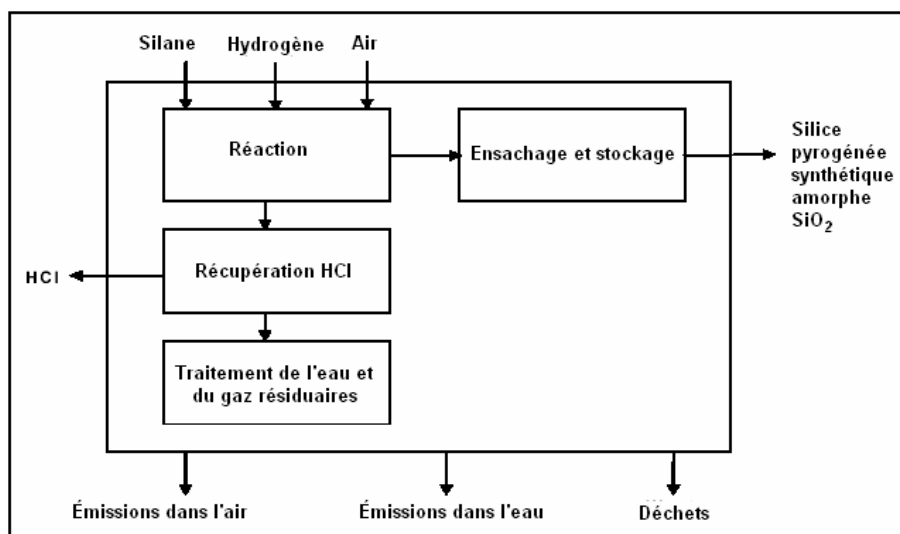 Silane Hydrogène Air
Réaction
Ensachage et stockage
Silice
pyrogénée
synthétique
amorphe
SiO2
HCl
Récupération HCl
Traitement de l'eau et
du gaz résiduaires
Émissions dans l'air
Émissions dans l'eau
Déchets